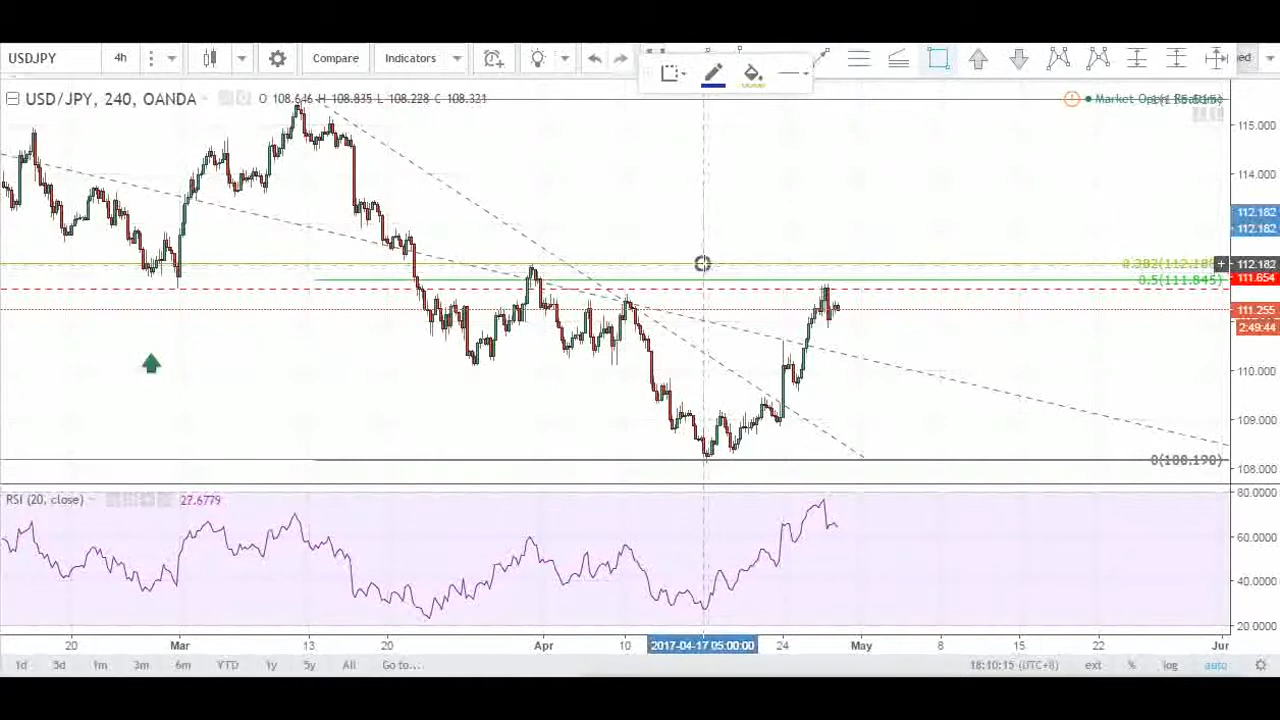 USDJPY 4h Compare Indicators
USD/JPY, 240, OANDA O 108.646 H 108.835 L 108.228 C 108.331
Market Open
115.000
114.000
112.182
112.182
112.182
111.854
0.5(111.845)
111.255
2:49:44
110.000
109.000
0(108.190)
108.000
RSI (20, close) 27.6779
80.0000
60.0000
40.0000
20.0000
20 Mar 13 20 Apr 10 2017-04-17 05:00:00 24 May 8 15 22 Jun
1d 5d 1m 3m 6m YTD 1y 5y All Go to... 18:10:15 (UTC+8) ext % log auto